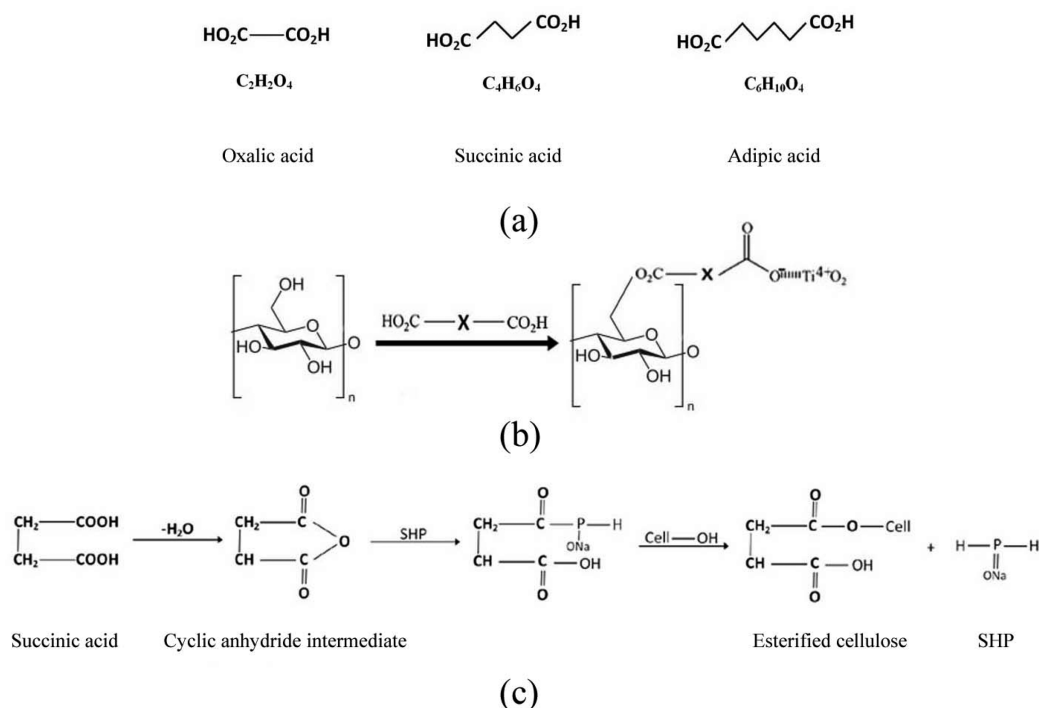 HO₂C—CO₂H HO₂C CO₂H HO₂C CO₂H
C₂H₂O₄ C₄H₆O₄ C₆H₁₀O₄
Oxalic acid Succinic acid Adipic acid
(a)
OH O HO OH O n
HO₂C—X—CO₂H
O₂C—X O O⁻ Ti⁴⁺O₂ O HO OH O n
(b)
CH₂—COOH CH₂—COOH
-H₂O
CH₂—C O O CH—C O
SHP
CH₂—C—P—H O ONa CH—C—OH O
Cell—OH
CH₂—C—O—Cell O CH—C—OH O
+
H—P—H ONa
Succinic acid Cyclic anhydride intermediate Esterified cellulose SHP
(c)